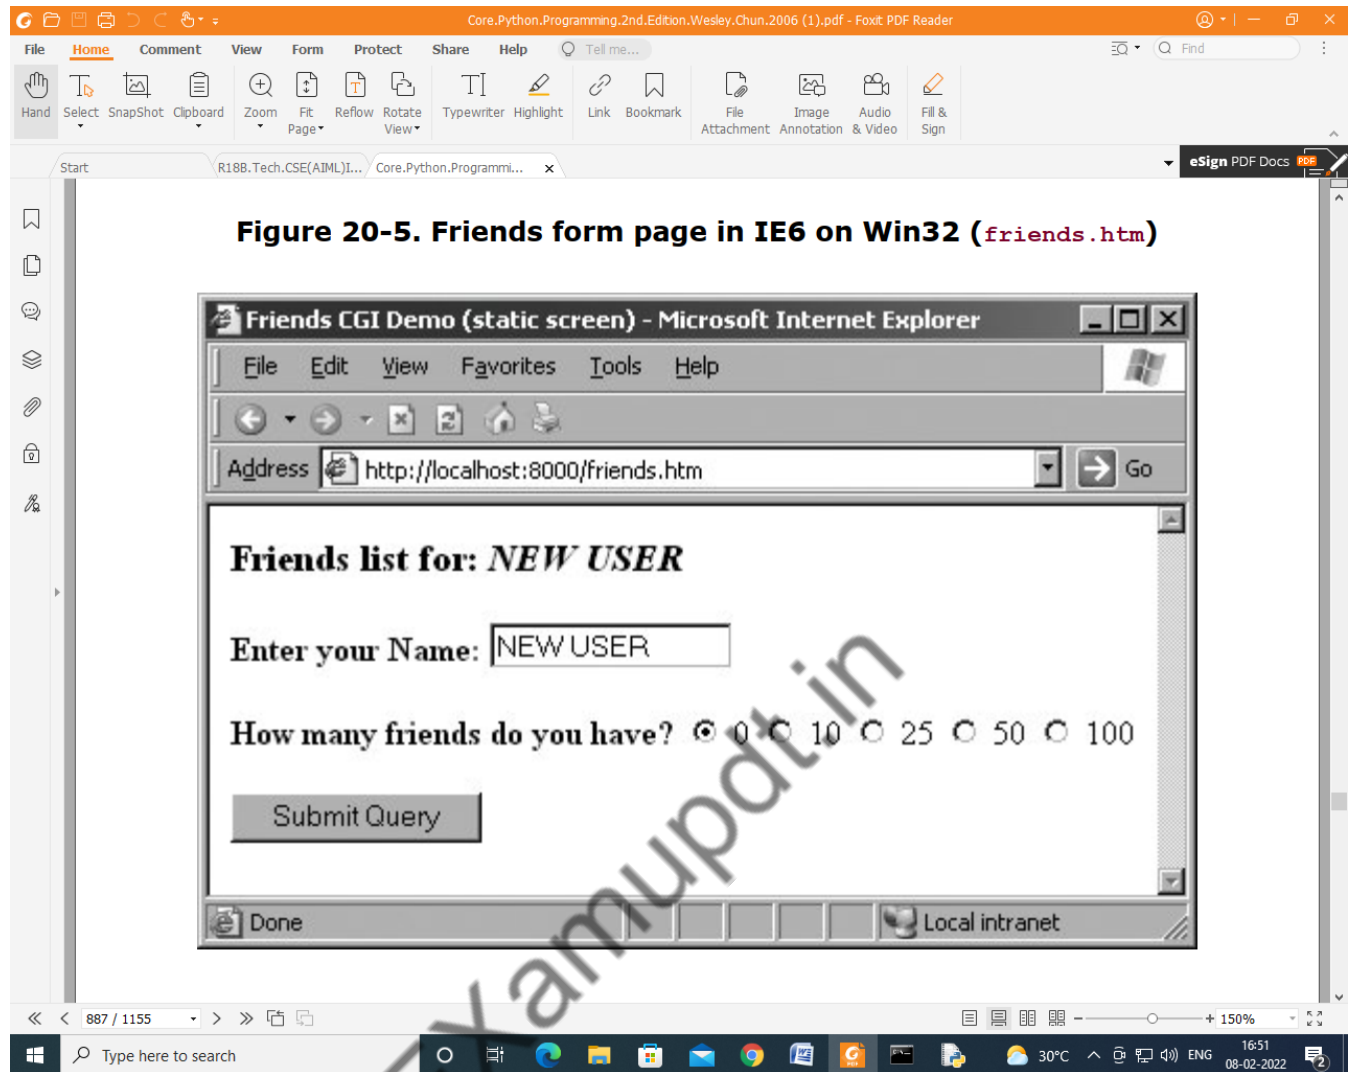 Core.Python.Programming.2nd.Edition.Wesley.Chun.2006 (1).pdf - Foxit PDF Reader
File Home Comment View Form Protect Share Help Tell me... Find
Hand Select SnapShot Clipboard Zoom Fit Page Reflow Rotate View Typewriter Highlight Link Bookmark File Attachment Image Annotation Audio & Video Fill & Sign
Start R18B.Tech.CSE(AIML)I... Core.Python.Programmi... x eSign PDF Docs PDF
Figure 20-5. Friends form page in IE6 on Win32 (friends.htm)
Friends CGI Demo (static screen) - Microsoft Internet Explorer
File Edit View Favorites Tools Help
Address http://localhost:8000/friends.htm Go
Friends list for: NEW USER
Enter your Name: NEW USER
How many friends do you have? 0 10 25 50 100
Submit Query
Done Local intranet
Xamupdt.in
887 / 1155 150%
Type here to search 30°C ENG 16:51
08-02-2022 2